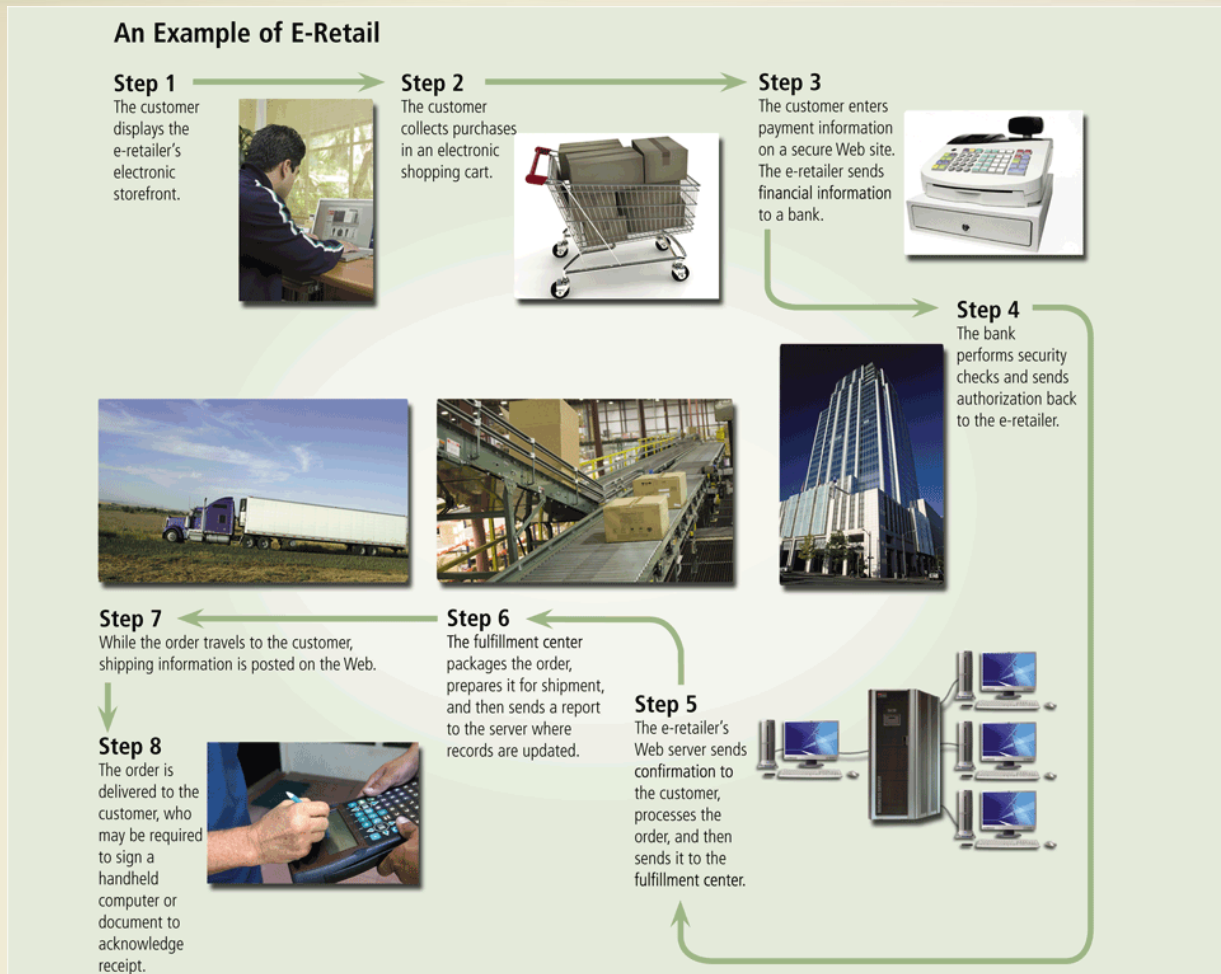 An Example of E-Retail
Step 1
The customer
displays the
e-retailer's
electronic
storefront.
Step 2
The customer
collects purchases
in an electronic
shopping cart.
Step 3
The customer enters
payment information
on a secure Web site.
The e-retailer sends
financial information
to a bank.
Step 4
The bank
performs security
checks and sends
authorization back
to the e-retailer.
Step 5
The e-retailer's
Web server sends
confirmation to
the customer,
processes the
order, and then
sends it to the
fulfillment center.
Step 6
The fulfillment center
packages the order,
prepares it for shipment,
and then sends a report
to the server where
records are updated.
Step 7
While the order travels to the customer,
shipping information is posted on the Web.
Step 8
The order is
delivered to the
customer, who
may be required
to sign a
handheld
computer or
document to
acknowledge
receipt.